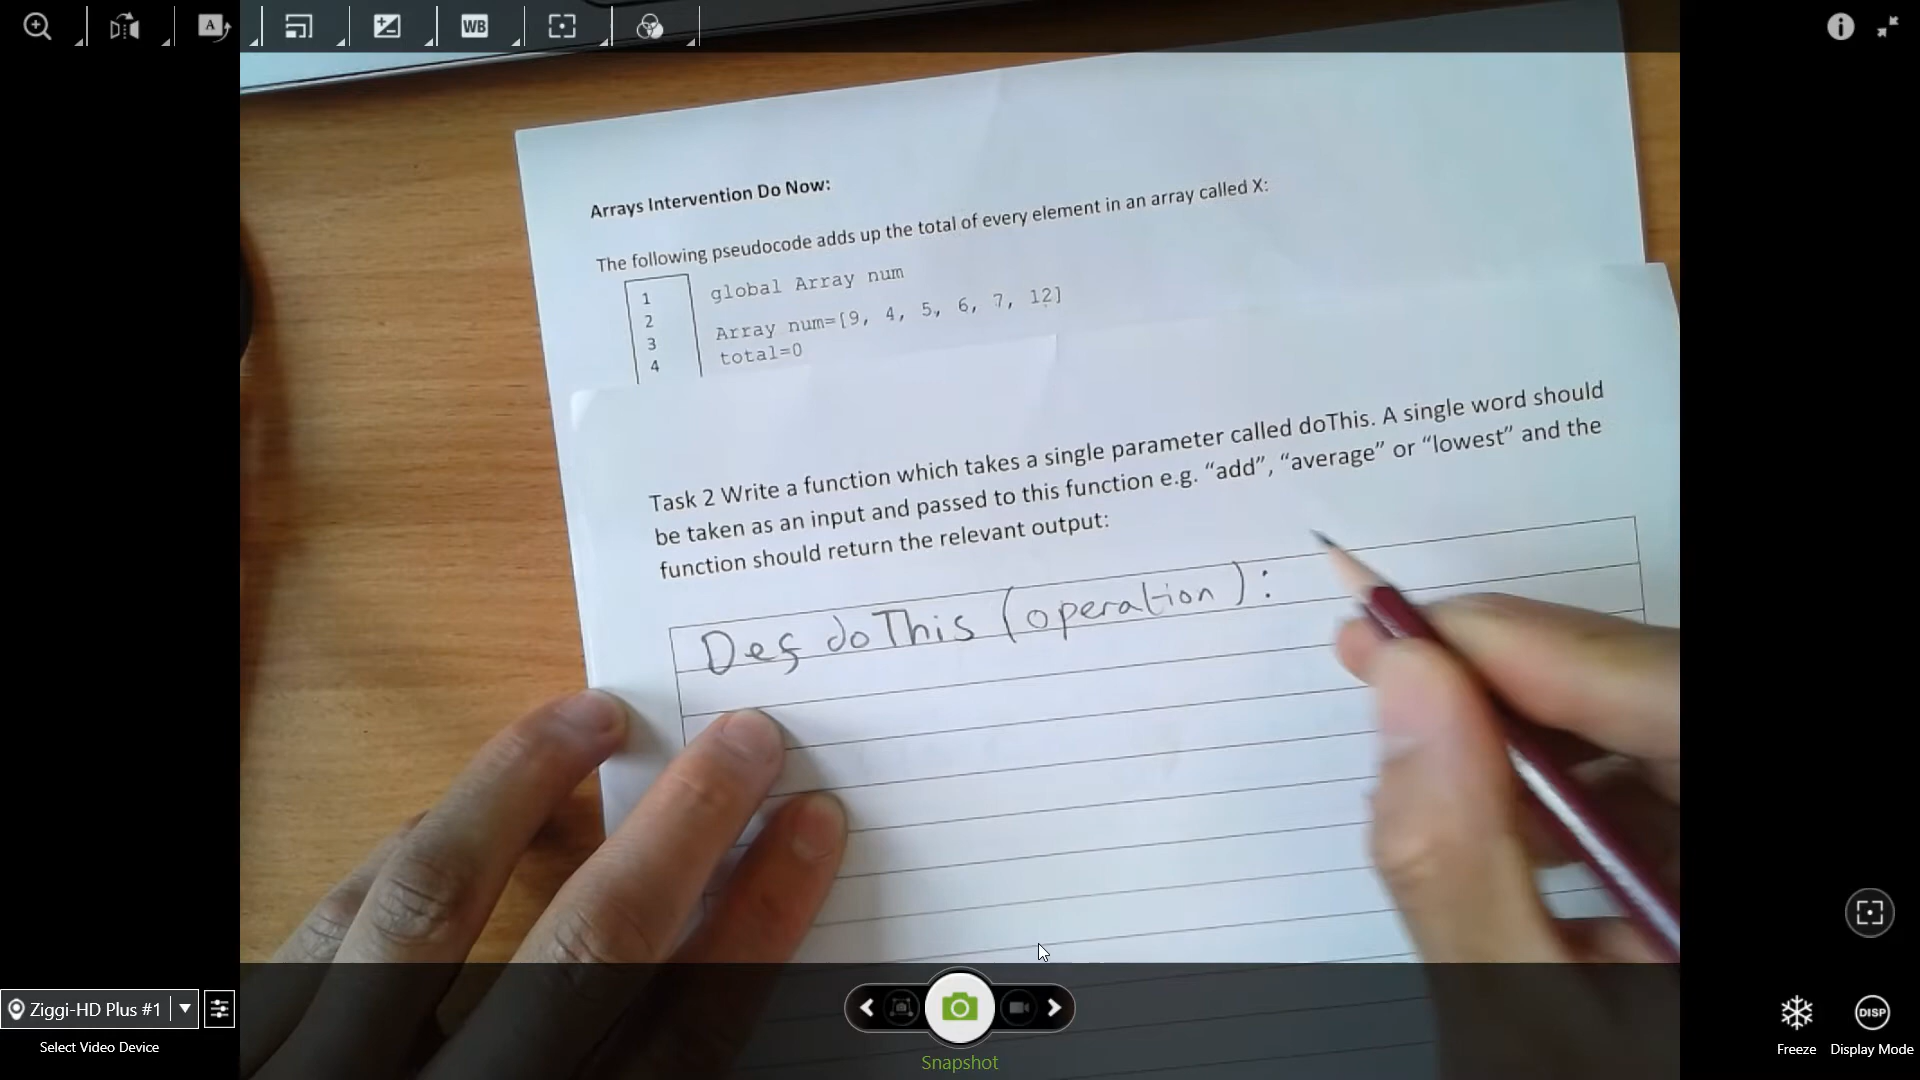 WB
Arrays Intervention Do Now:
The following pseudocode adds up the total of every element in an array called X:
1 global Array num
2
3 Array num=[9, 4, 5, 6, 7, 12]
4 total=0
Task 2 Write a function which takes a single parameter called doThis. A single word should
be taken as an input and passed to this function e.g. “add”, “average” or “lowest” and the
function should return the relevant output:
Def doThis (operation):
Ziggi-HD Plus #1
Select Video Device
Snapshot
Freeze
DISP
Display Mode